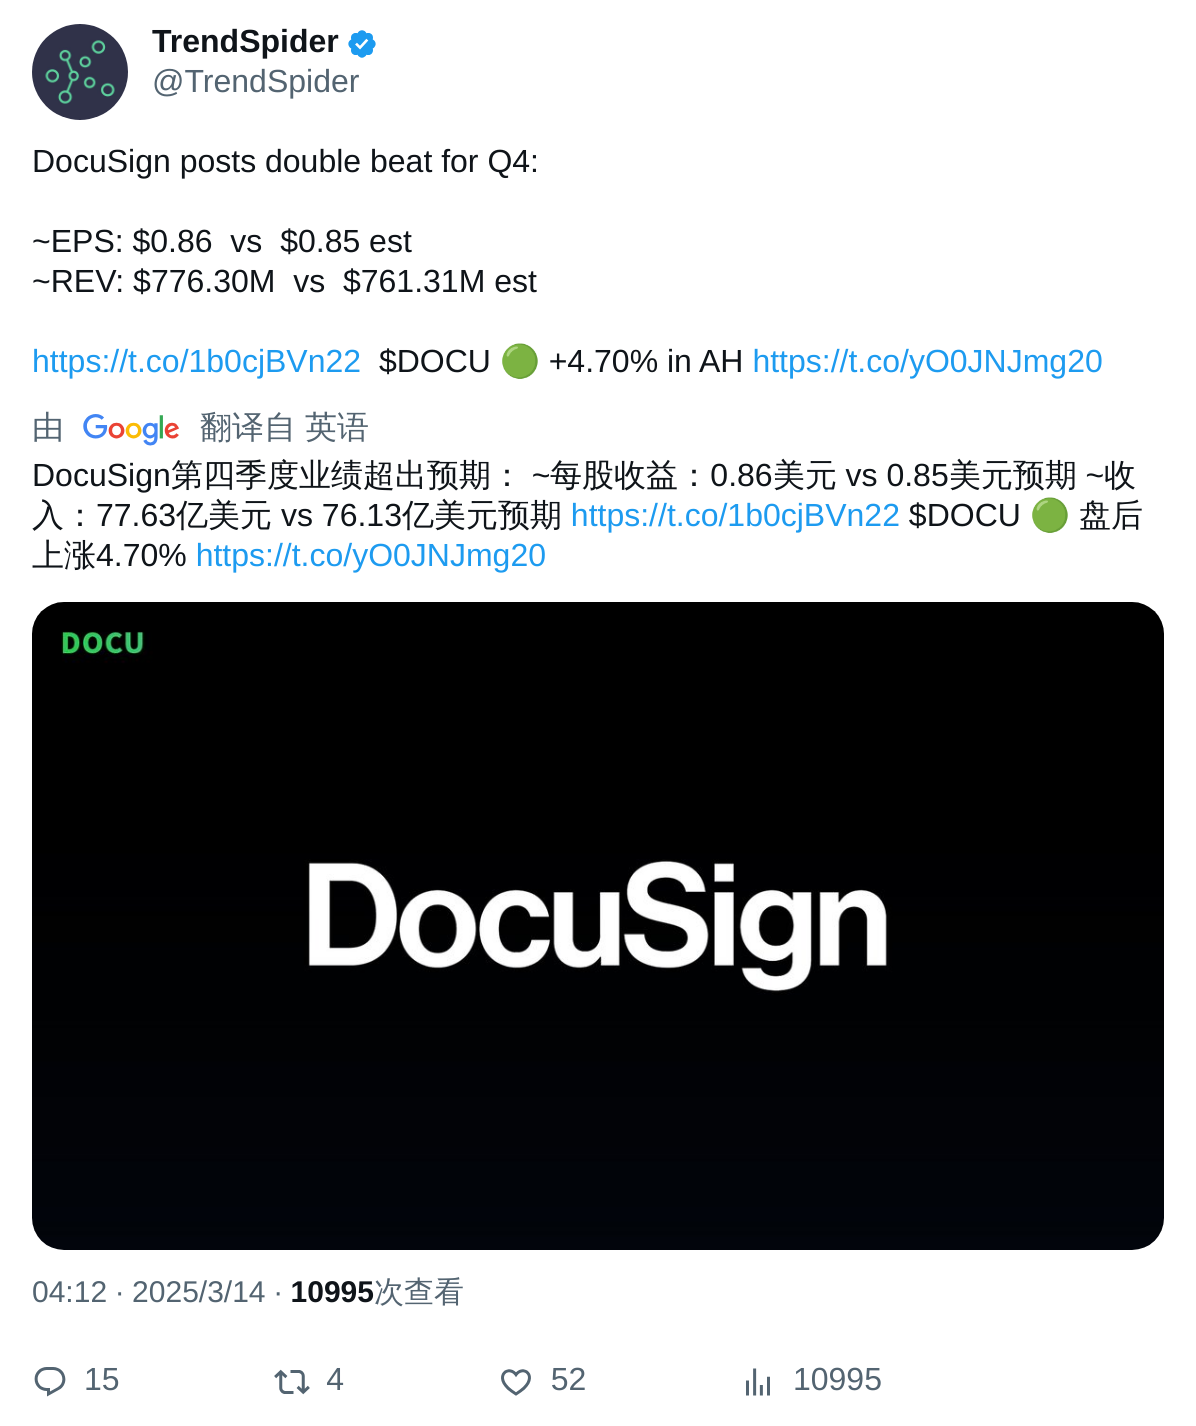 TrendSpider
@TrendSpider
DocuSign posts double beat for Q4:
~EPS: $0.86  vs  $0.85 est
~REV: $776.30M  vs  $761.31M est
https://t.co/1b0cjBVn22  $DOCU 🟢 +4.70% in AH https://t.co/yO0JNJmg20
由 Google 翻译自 英语
DocuSign第四季度业绩超出预期： ~每股收益：0.86美元 vs 0.85美元预期 ~收
入：77.63亿美元 vs 76.13亿美元预期 https://t.co/1b0cjBVn22 $DOCU 🟢 盘后
上涨4.70% https://t.co/yO0JNJmg20
DOCU
DocuSign
04:12 · 2025/3/14 · 10995次查看
15 4 52 10995